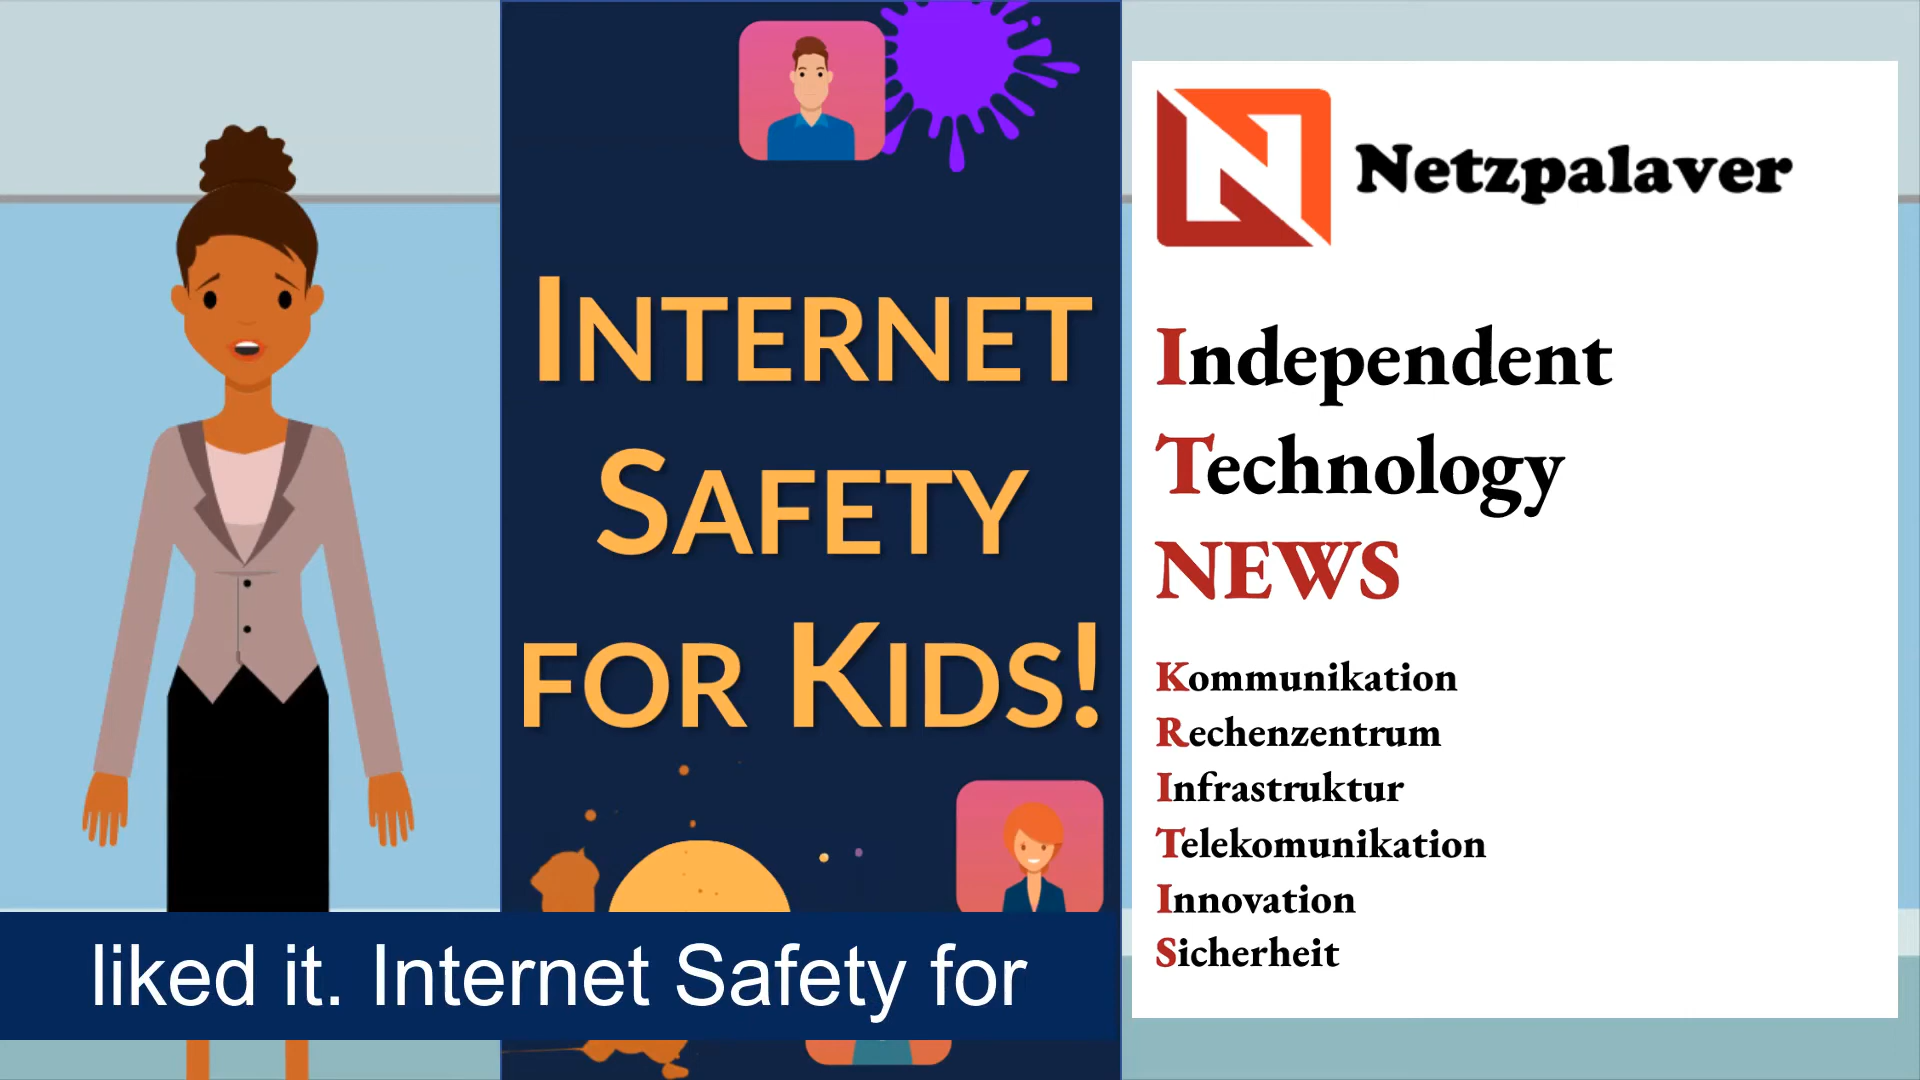 INTERNET
SAFETY
FOR KIDS!
liked it. Internet Safety for
Netzpalaver
Independent
Technology
NEWS
Kommunikation
Rechenzentrum
Infrastruktur
Telekomunikation
Innovation
Sicherheit